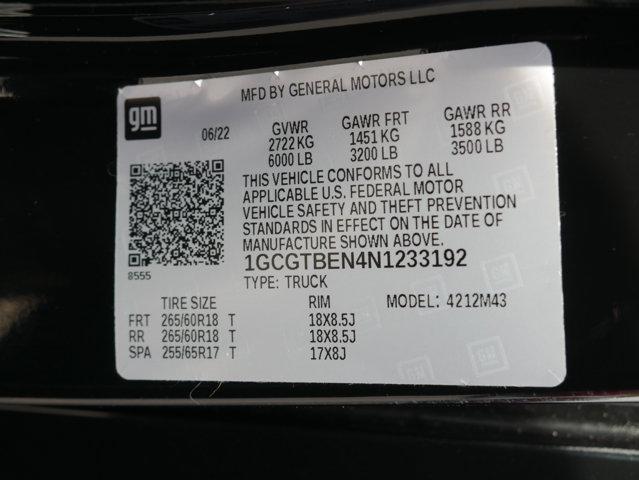 MFD BY GENERAL MOTORS LLC
gm
06/22 GVWR GAWR FRT GAWR RR
2722 KG 1451 KG 1588 KG
6000 LB 3200 LB 3500 LB
THIS VEHICLE CONFORMS TO ALL
APPLICABLE U.S. FEDERAL MOTOR
VEHICLE SAFETY AND THEFT PREVENTION
STANDARDS IN EFFECT ON THE DATE OF
MANUFACTURE SHOWN ABOVE.
8555
1GCGTBEN4N1233192
TYPE: TRUCK
TIRE SIZE RIM MODEL: 4212M43
FRT 265/60R18 T 18X8.5J
RR 265/60R18 T 18X8.5J
SPA 255/65R17 T 17X8J